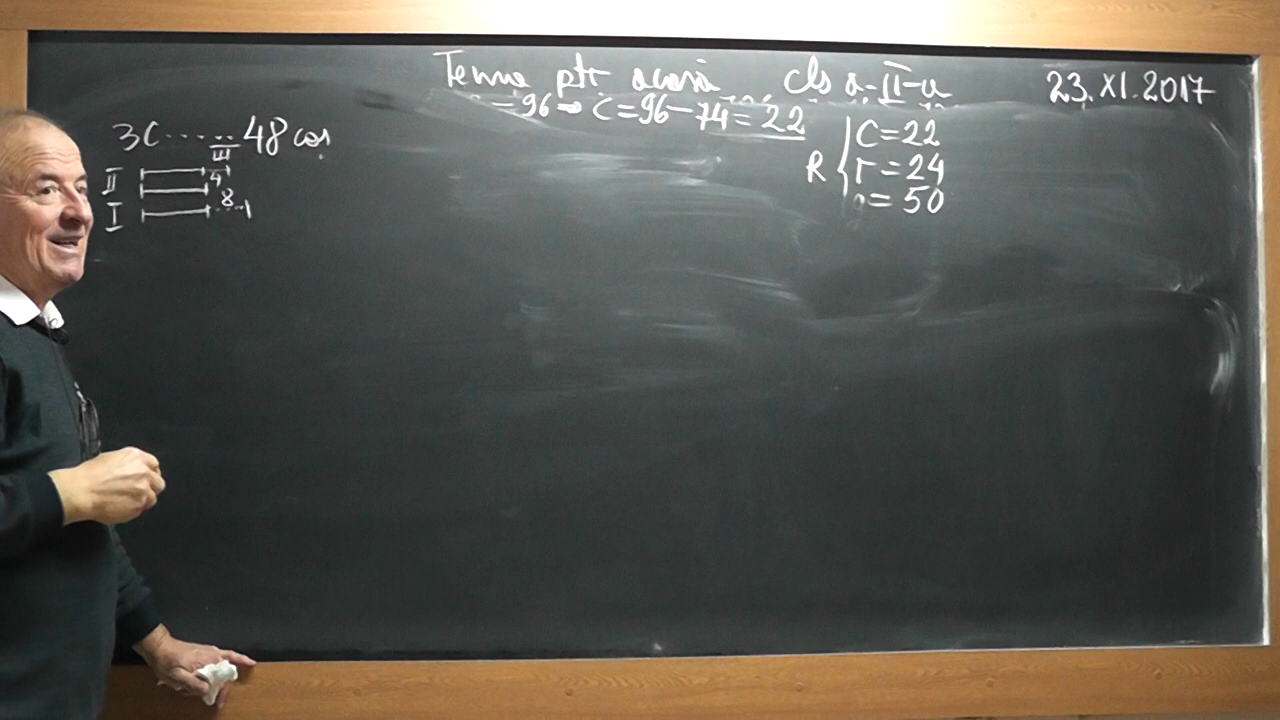 Tema ptr acasă cls a-II-a 23.XI.2017
=96⇒ C=96-74=22
C=22
R { r=24
=50
3C......48 cos
III
II 4
8
I